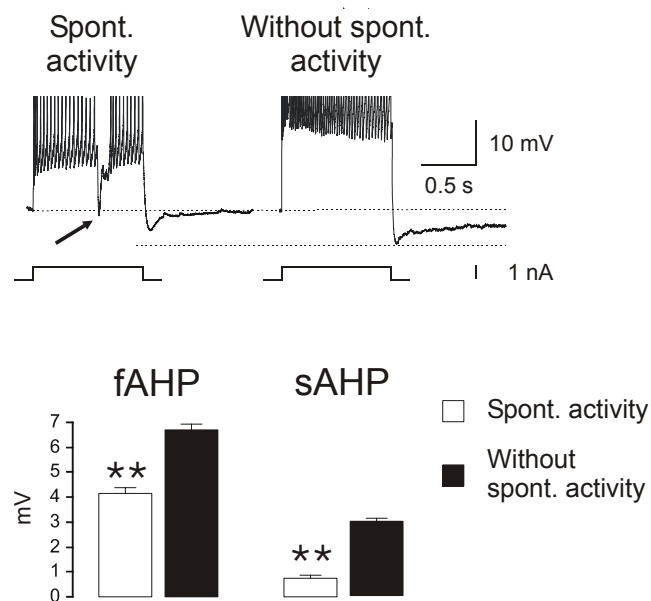 Spont.
activity
Without spont.
activity
10 mV
0.5 s
1 nA
fAHP
sAHP
7
6
5
4
3
2
1
0
mV
**
**
Spont. activity
Without
spont. activity